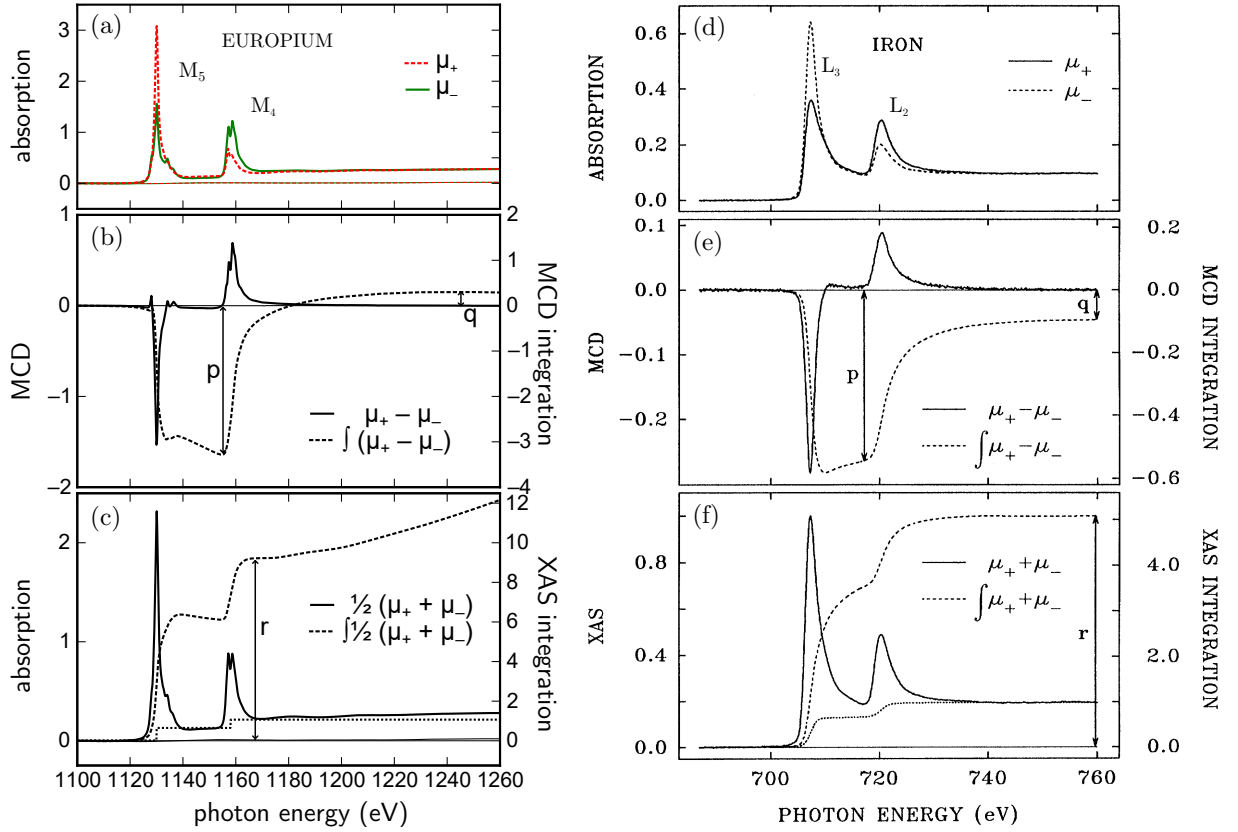 (a)
EUROPIUM
M5
M4
μ+
μ−
absorption
3
2
1
0
(b)
MCD
1
0
−1
−2
p
q
μ+ − μ−
∫ (μ+ − μ−)
2
1
0
−1
−2
−3
−4
MCD integration
(c)
absorption
2
1
0
r
½ (μ+ + μ−)
∫½ (μ+ + μ−)
12
10
8
6
4
2
0
XAS integration
1100 1120 1140 1160 1180 1200 1220 1240 1260
photon energy (eV)
(d)
IRON
L3
L2
μ+
μ−
ABSORPTION
0.6
0.4
0.2
0.0
(e)
MCD
0.1
0.0
−0.1
−0.2
p
q
μ+−μ−
∫μ+−μ−
0.2
0.0
−0.2
−0.4
−0.6
MCD INTEGRATION
(f)
XAS
0.8
0.4
0.0
r
μ++μ−
∫μ++μ−
4.0
2.0
0.0
XAS INTEGRATION
700 720 740 760
PHOTON ENERGY (eV)